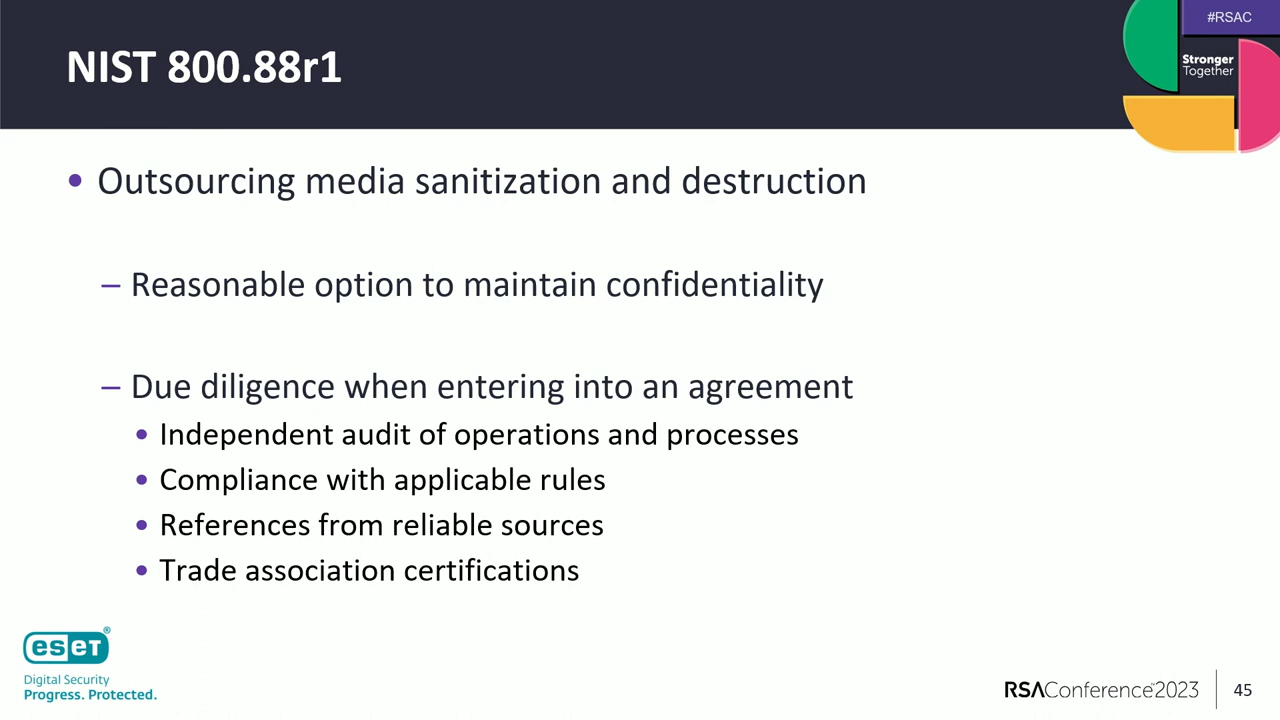 #RSAC
NIST 800.88r1
Stronger
Together
• Outsourcing media sanitization and destruction
– Reasonable option to maintain confidentiality
– Due diligence when entering into an agreement
• Independent audit of operations and processes
• Compliance with applicable rules
• References from reliable sources
• Trade association certifications
eseT®
Digital Security
Progress. Protected.
RSAConference™2023
45